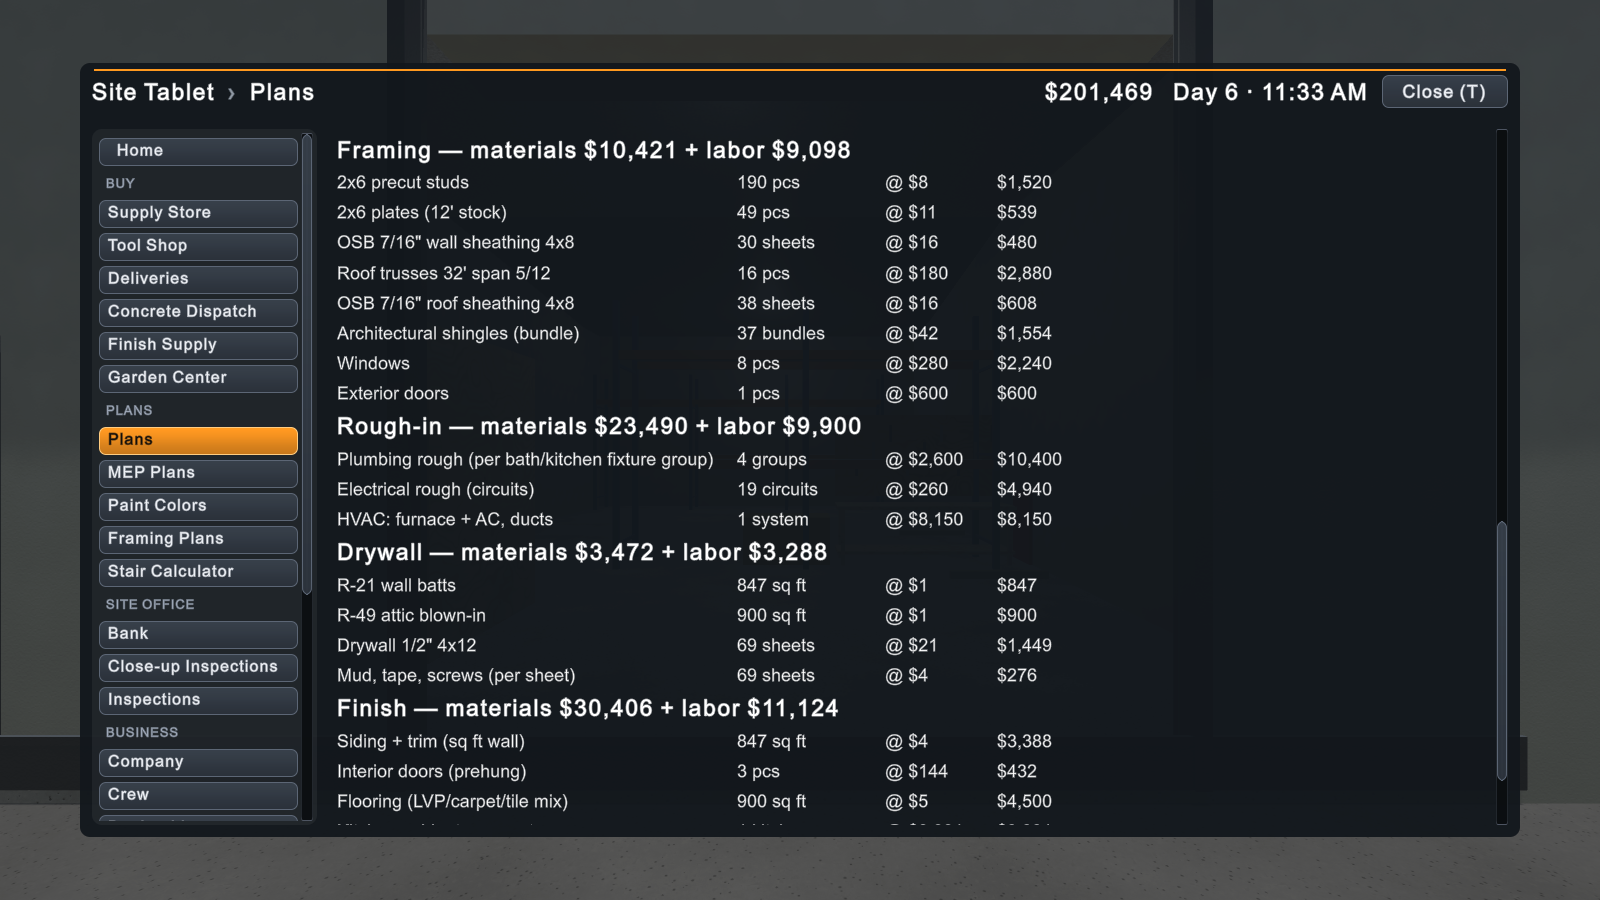 Site Tablet › Plans
$201,469 Day 6 · 11:33 AM Close (T)
Home
BUY
Supply Store
Tool Shop
Deliveries
Concrete Dispatch
Finish Supply
Garden Center
PLANS
Plans
MEP Plans
Paint Colors
Framing Plans
Stair Calculator
SITE OFFICE
Bank
Close-up Inspections
Inspections
BUSINESS
Company
Crew
Framing — materials $10,421 + labor $9,098
2x6 precut studs 190 pcs @ $8 $1,520
2x6 plates (12' stock) 49 pcs @ $11 $539
OSB 7/16" wall sheathing 4x8 30 sheets @ $16 $480
Roof trusses 32' span 5/12 16 pcs @ $180 $2,880
OSB 7/16" roof sheathing 4x8 38 sheets @ $16 $608
Architectural shingles (bundle) 37 bundles @ $42 $1,554
Windows 8 pcs @ $280 $2,240
Exterior doors 1 pcs @ $600 $600
Rough-in — materials $23,490 + labor $9,900
Plumbing rough (per bath/kitchen fixture group) 4 groups @ $2,600 $10,400
Electrical rough (circuits) 19 circuits @ $260 $4,940
HVAC: furnace + AC, ducts 1 system @ $8,150 $8,150
Drywall — materials $3,472 + labor $3,288
R-21 wall batts 847 sq ft @ $1 $847
R-49 attic blown-in 900 sq ft @ $1 $900
Drywall 1/2" 4x12 69 sheets @ $21 $1,449
Mud, tape, screws (per sheet) 69 sheets @ $4 $276
Finish — materials $30,406 + labor $11,124
Siding + trim (sq ft wall) 847 sq ft @ $4 $3,388
Interior doors (prehung) 3 pcs @ $144 $432
Flooring (LVP/carpet/tile mix) 900 sq ft @ $5 $4,500